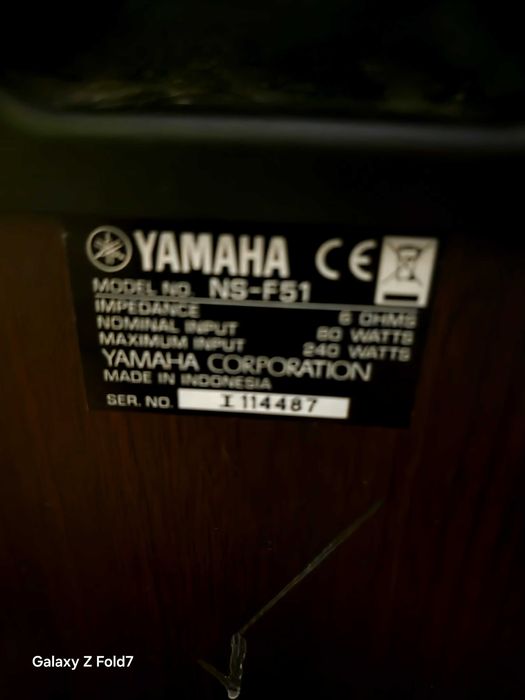 YAMAHA CE
MODEL NO. NS-F51
IMPEDANCE 6 OHMS
NOMINAL INPUT 80 WATTS
MAXIMUM INPUT 240 WATTS
YAMAHA CORPORATION
MADE IN INDONESIA
SER. NO. I 114487
Galaxy Z Fold7